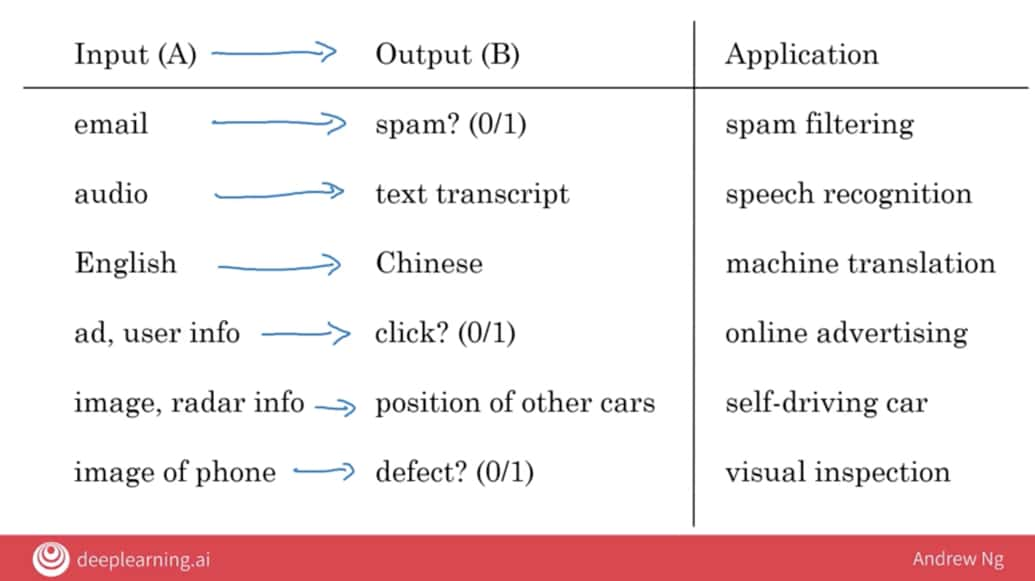 Input (A) Output (B) Application
email spam? (0/1) spam filtering
audio text transcript speech recognition
English Chinese machine translation
ad, user info click? (0/1) online advertising
image, radar info position of other cars self-driving car
image of phone defect? (0/1) visual inspection
deeplearning.ai Andrew Ng